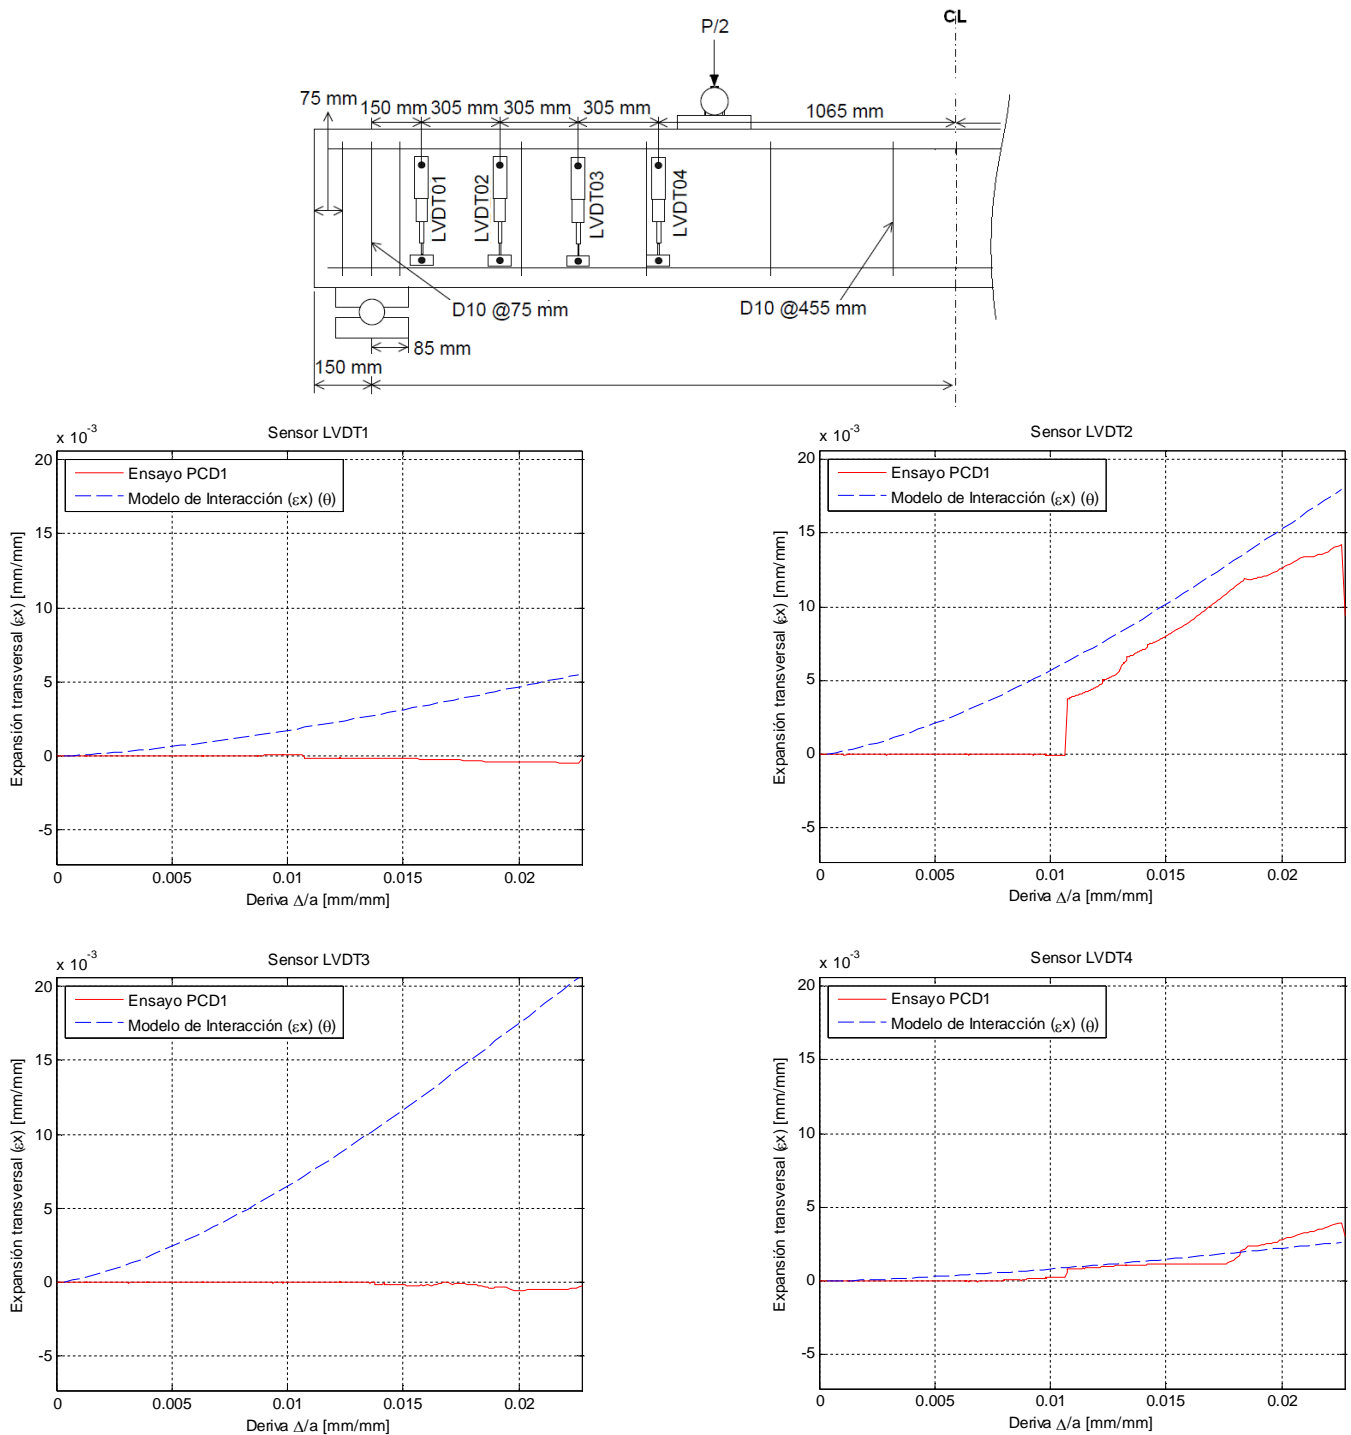 CL
P/2
75 mm
150 mm 305 mm 305 mm 305 mm 1065 mm
LVDT01
LVDT02
LVDT03
LVDT04
D10 @75 mm
D10 @455 mm
85 mm
150 mm
x 10^-3
Sensor LVDT1
Ensayo PCD1
Modelo de Interacción (εx) (θ)
20
15
10
5
0
-5
Expansión transversal (εx) [mm/mm]
0 0.005 0.01 0.015 0.02
Deriva Δ/a [mm/mm]
x 10^-3
Sensor LVDT2
Ensayo PCD1
Modelo de Interacción (εx) (θ)
20
15
10
5
0
-5
Expansión transversal (εx) [mm/mm]
0 0.005 0.01 0.015 0.02
Deriva Δ/a [mm/mm]
x 10^-3
Sensor LVDT3
Ensayo PCD1
Modelo de Interacción (εx) (θ)
20
15
10
5
0
-5
Expansión transversal (εx) [mm/mm]
0 0.005 0.01 0.015 0.02
Deriva Δ/a [mm/mm]
x 10^-3
Sensor LVDT4
Ensayo PCD1
Modelo de Interacción (εx) (θ)
20
15
10
5
0
-5
Expansión transversal (εx) [mm/mm]
0 0.005 0.01 0.015 0.02
Deriva Δ/a [mm/mm]